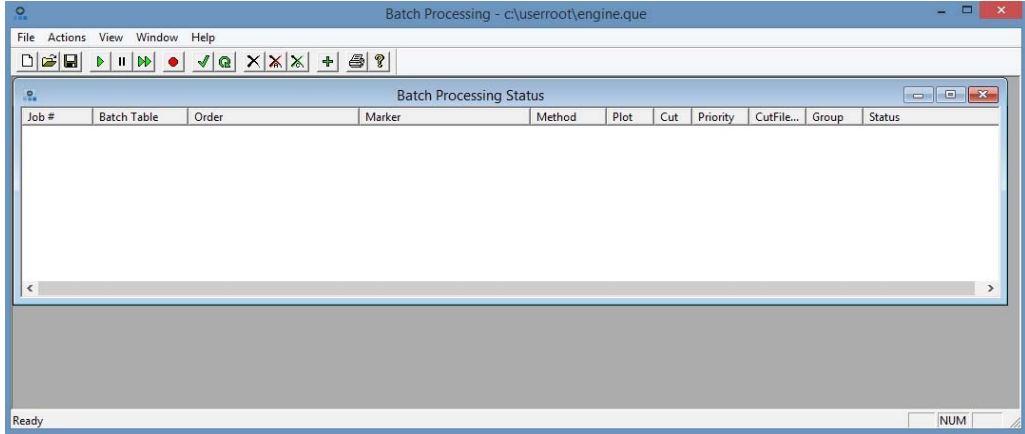 Batch Processing - c:\userroot\engine.que
File Actions View Window Help
Batch Processing Status
Job # Batch Table Order Marker Method Plot Cut Priority CutFile... Group Status
Ready NUM